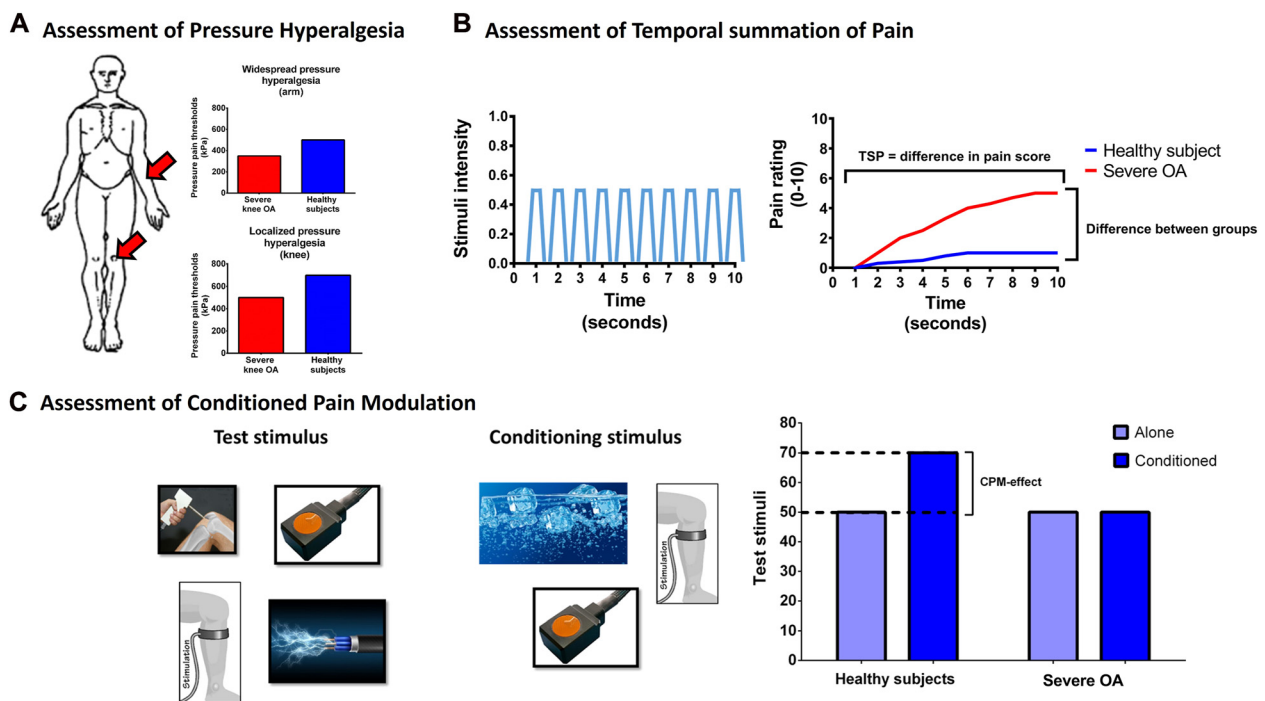 A Assessment of Pressure Hyperalgesia
Widespread pressure
hyperalgesia
(arm)
Pressure pain thresholds
(kPa)
800
600
400
200
0
Severe
knee OA
Healthy
subjects
Localized pressure
hyperalgesia
(knee)
Pressure pain thresholds
(kPa)
800
600
400
200
0
Severe
knee OA
Healthy
subjects
B Assessment of Temporal summation of Pain
Stimuli intensity
1.0
0.8
0.6
0.4
0.2
0.0
0 1 2 3 4 5 6 7 8 9 10
Time
(seconds)
Pain rating
(0-10)
10
8
6
4
2
0
TSP = difference in pain score
0 1 2 3 4 5 6 7 8 9 10
Time
(seconds)
Healthy subject
Severe OA
Difference between groups
C Assessment of Conditioned Pain Modulation
Test stimulus
Stimulation
Conditioning stimulus
Stimulation
Test stimuli
80
70
60
50
40
30
20
10
0
Alone
Conditioned
CPM-effect
Healthy subjects
Severe OA